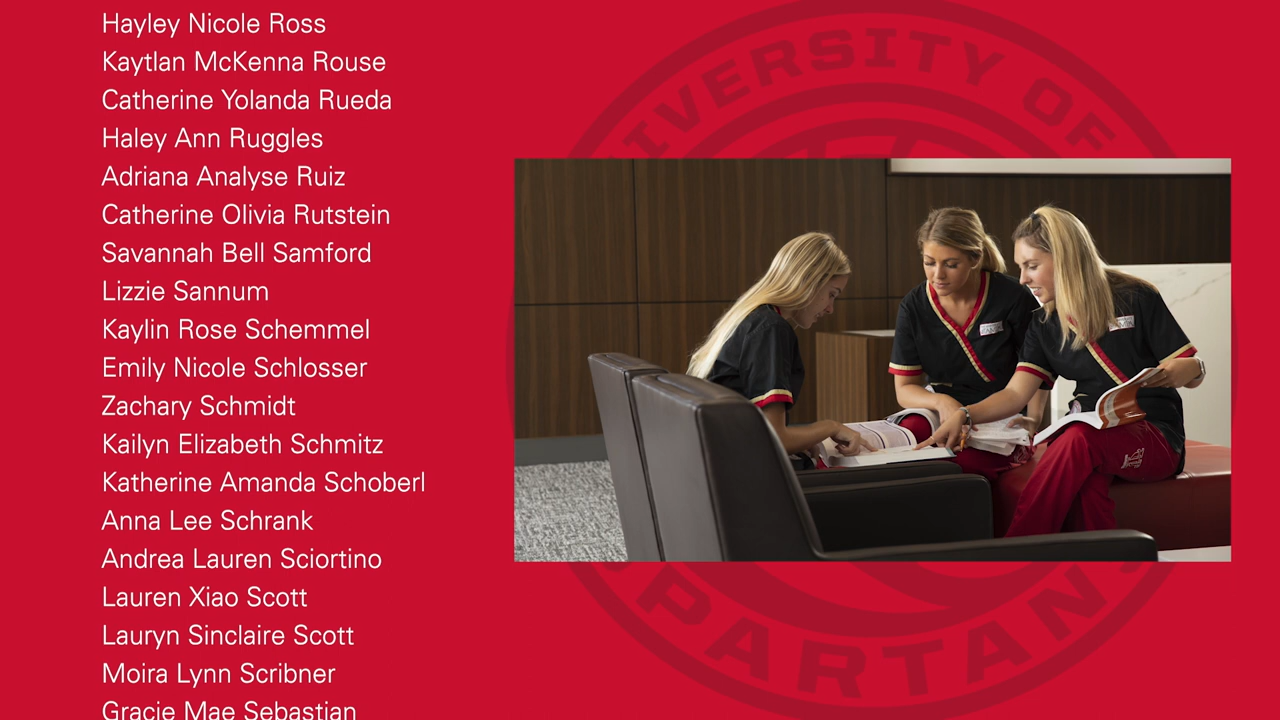 Hayley Nicole Ross
Kaytlan McKenna Rouse
Catherine Yolanda Rueda
Haley Ann Ruggles
Adriana Analyse Ruiz
Catherine Olivia Rutstein
Savannah Bell Samford
Lizzie Sannum
Kaylin Rose Schemmel
Emily Nicole Schlosser
Zachary Schmidt
Kailyn Elizabeth Schmitz
Katherine Amanda Schoberl
Anna Lee Schrank
Andrea Lauren Sciortino
Lauren Xiao Scott
Lauryn Sinclaire Scott
Moira Lynn Scribner
Gracie Mae Sebastian
IVERSITY OF
PARTAN